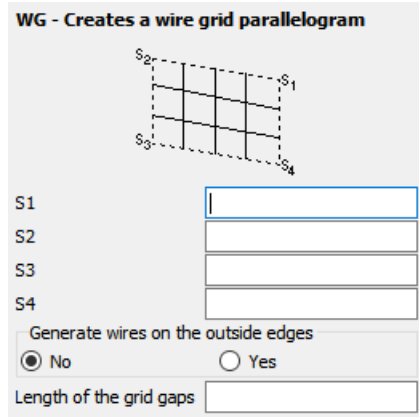 WG - Creates a wire grid parallelogram
S2
S1
S3
S4
S1
S2
S3
S4
Generate wires on the outside edges
No Yes
Length of the grid gaps